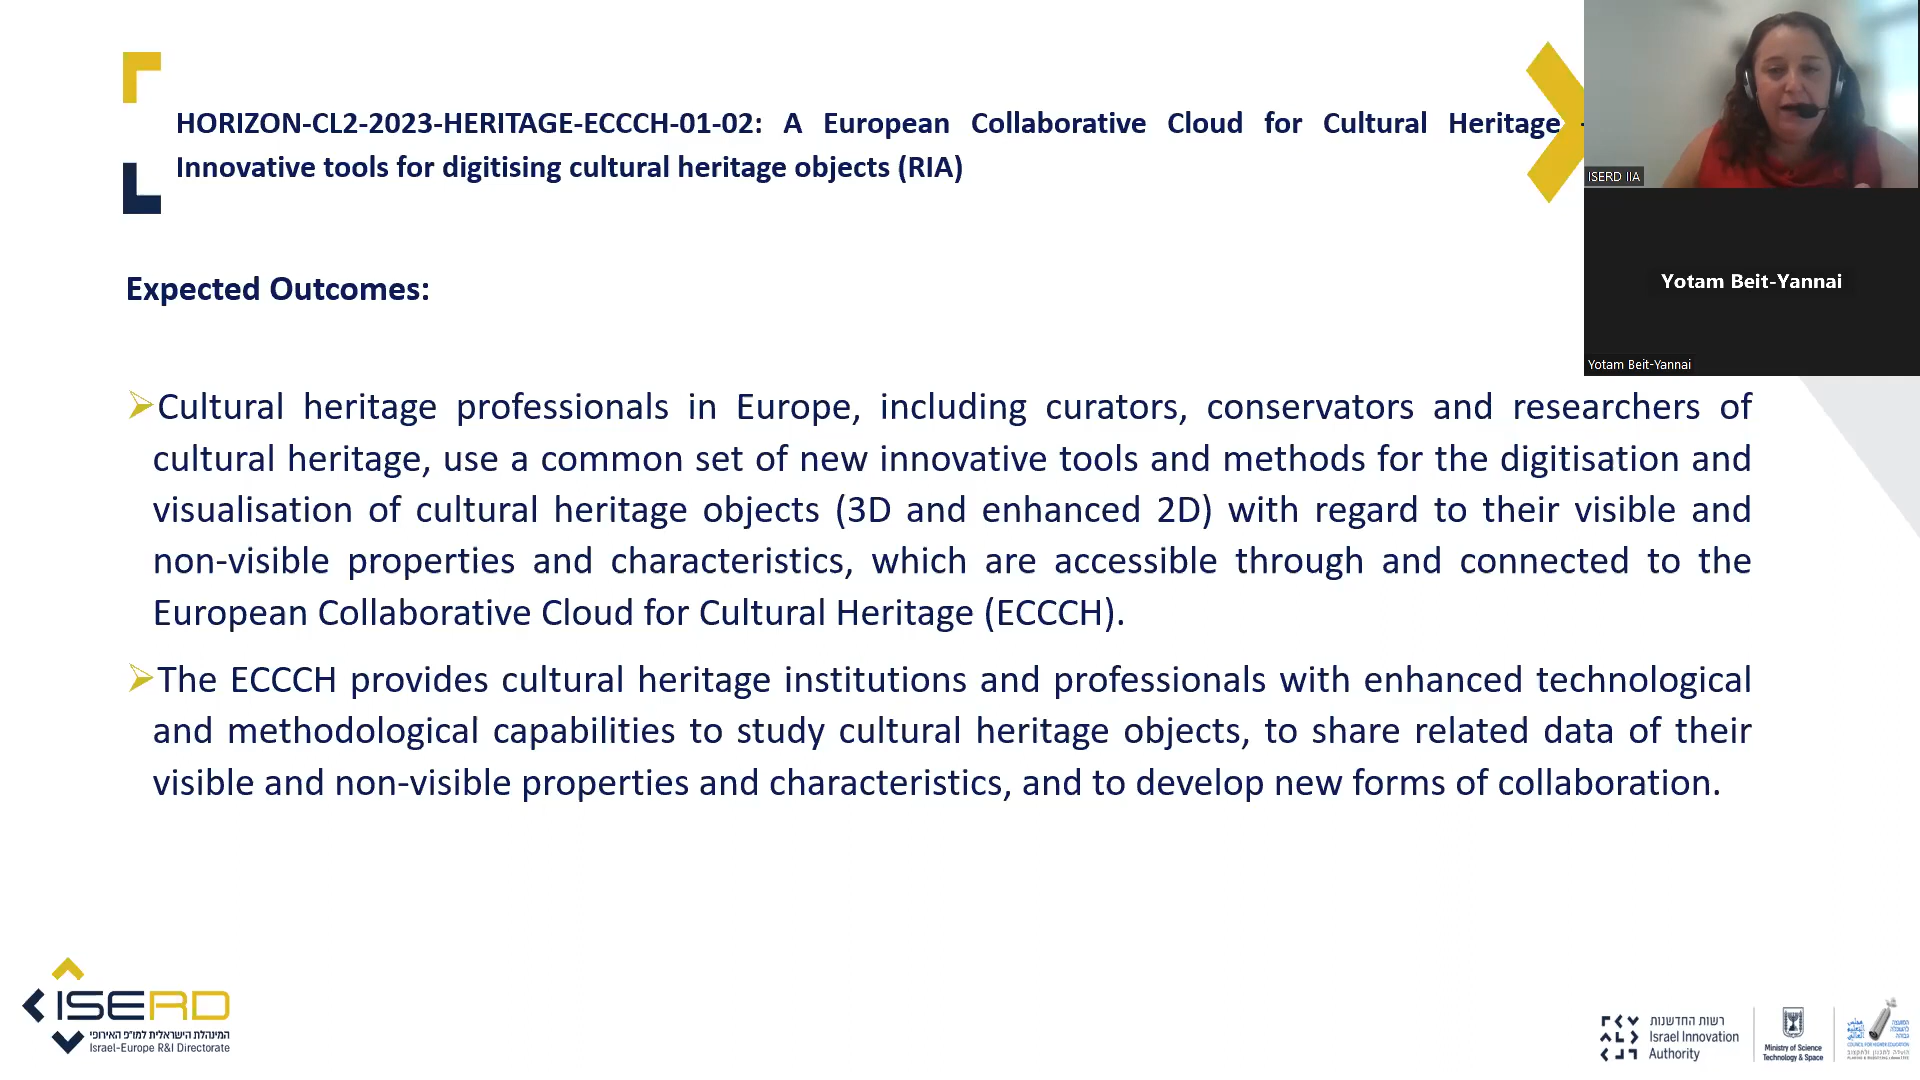 HORIZON-CL2-2023-HERITAGE-ECCCH-01-02: A European Collaborative Cloud for Cultural Heritage -
Innovative tools for digitising cultural heritage objects (RIA)
ISERD IIA
Yotam Beit-Yannai
Yotam Beit-Yannai
Expected Outcomes:
➢Cultural heritage professionals in Europe, including curators, conservators and researchers of
cultural heritage, use a common set of new innovative tools and methods for the digitisation and
visualisation of cultural heritage objects (3D and enhanced 2D) with regard to their visible and
non-visible properties and characteristics, which are accessible through and connected to the
European Collaborative Cloud for Cultural Heritage (ECCCH).
➢The ECCCH provides cultural heritage institutions and professionals with enhanced technological
and methodological capabilities to study cultural heritage objects, to share related data of their
visible and non-visible properties and characteristics, and to develop new forms of collaboration.
ISERD
המינהלת הישראלית למו״פ האירופי
Israel-Europe R&I Directorate
רשות החדשנות
Israel Innovation
Authority
Ministry of Science
Technology & Space
COUNCIL FOR HIGHER EDUCATION